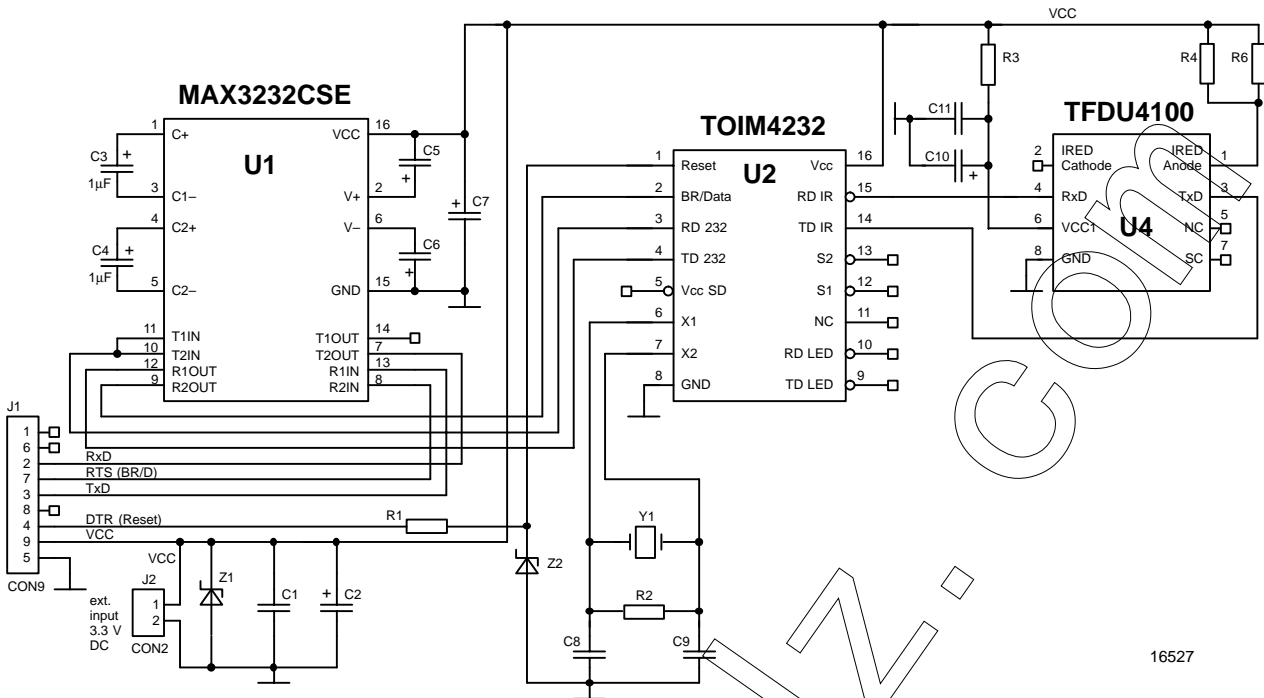 VCC
R3
R4
R6
MAX3232CSE
TOIM4232
TFDU4100
U1
1
C+
C3
+
1µF
3
C1–
4
C2+
C4
+
1µF
5
C2–
11
T1IN
10
T2IN
12
R1OUT
9
R2OUT
VCC
16
C5
+
V+
2
V–
6
C6
+
GND
15
T1OUT
14
T2OUT
7
R1IN
13
R2IN
8
+
C7
U2
1
Reset
2
BR/Data
3
RD 232
4
TD 232
5
Vcc SD
6
X1
7
X2
8
GND
Vcc
16
RD IR
15
TD IR
14
S2
13
S1
12
NC
11
RD LED
10
TD LED
9
C11
C10
+
U4
2
IRED
Cathode
4
RxD
6
VCC1
8
GND
IRED
Anode
1
TxD
3
NC
5
SC
7
J1
1
6
2
RxD
7
RTS (BR/D)
3
TxD
8
4
DTR (Reset)
9
VCC
5
CON9
R1
Z2
VCC
J2
1
2
CON2
ext.
input
3.3 V
DC
Z1
C1
+
C2
Y1
R2
C8
C9
16527
z.com